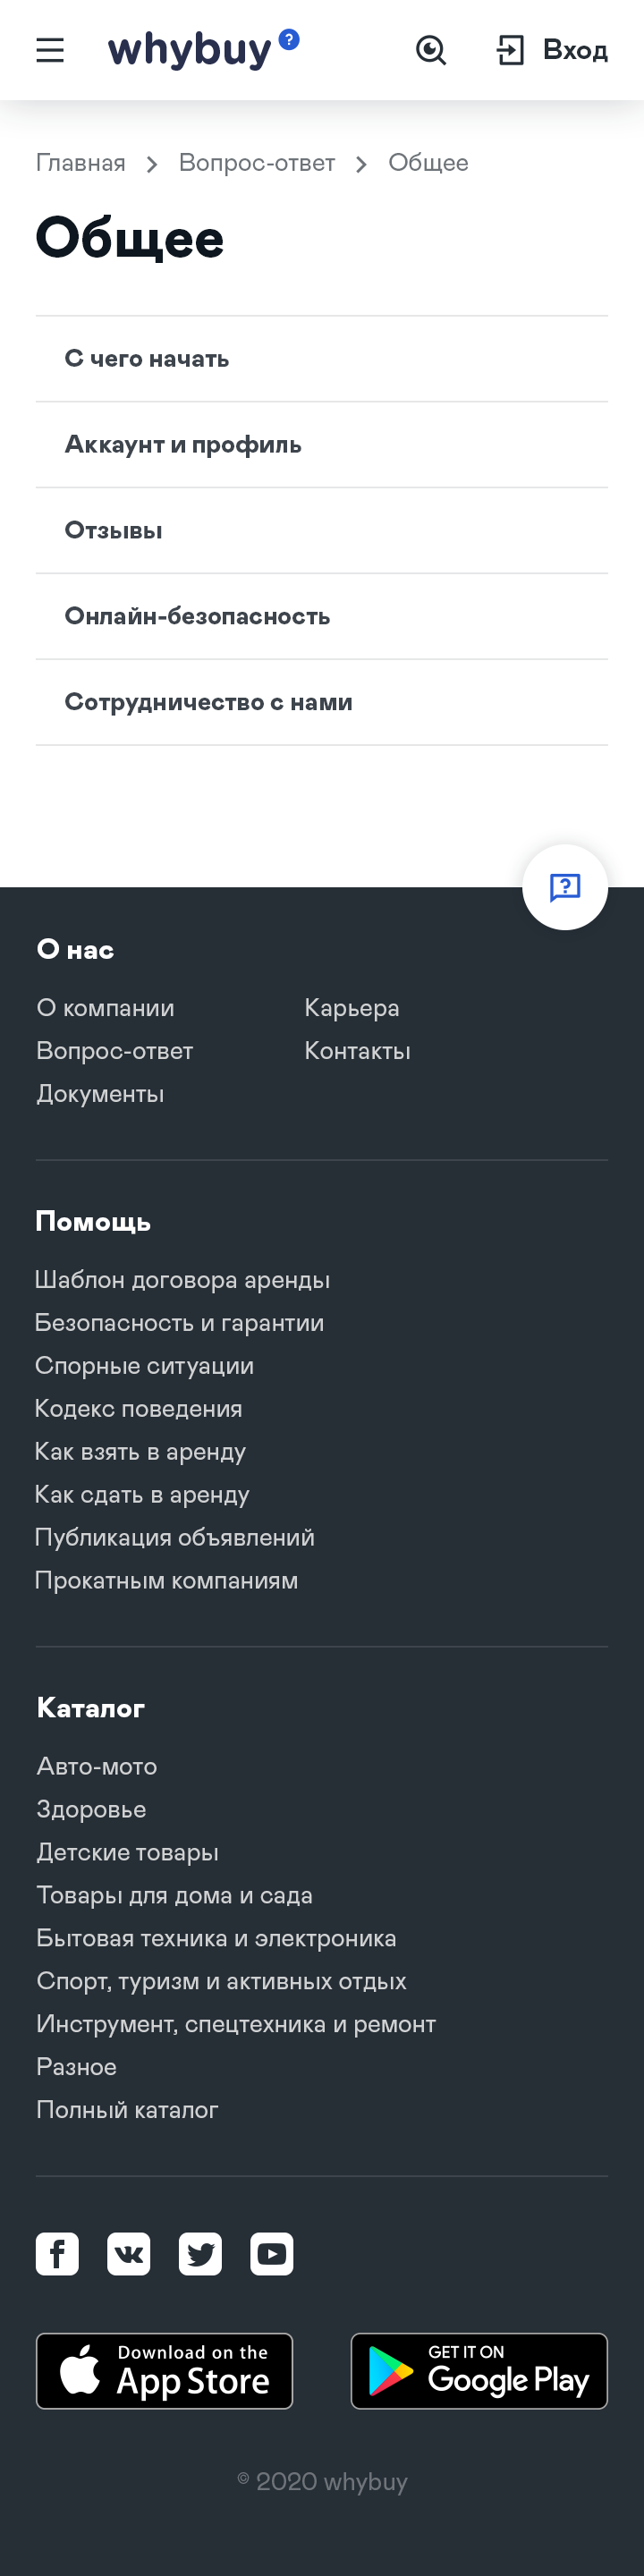 whybuy ?
Вход
Главная > Вопрос-ответ > Общее
Общее
С чего начать
Аккаунт и профиль
Отзывы
Онлайн-безопасность
Сотрудничество с нами
?
О нас
О компании Карьера
Вопрос-ответ Контакты
Документы
Помощь
Шаблон договора аренды
Безопасность и гарантии
Спорные ситуации
Кодекс поведения
Как взять в аренду
Как сдать в аренду
Публикация объявлений
Прокатным компаниям
Каталог
Авто-мото
Здоровье
Детские товары
Товары для дома и сада
Бытовая техника и электроника
Спорт, туризм и активных отдых
Инструмент, спецтехника и ремонт
Разное
Полный каталог
Download on the
App Store
GET IT ON
Google Play
© 2020 whybuy